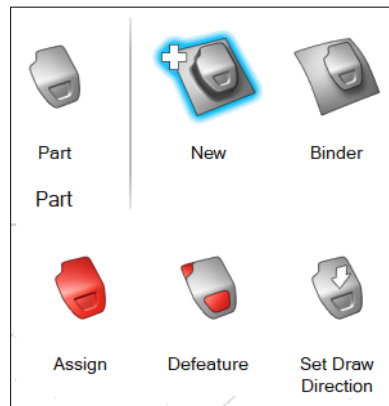 Part
New
Binder
Part
Assign
Defeature
Set Draw
Direction